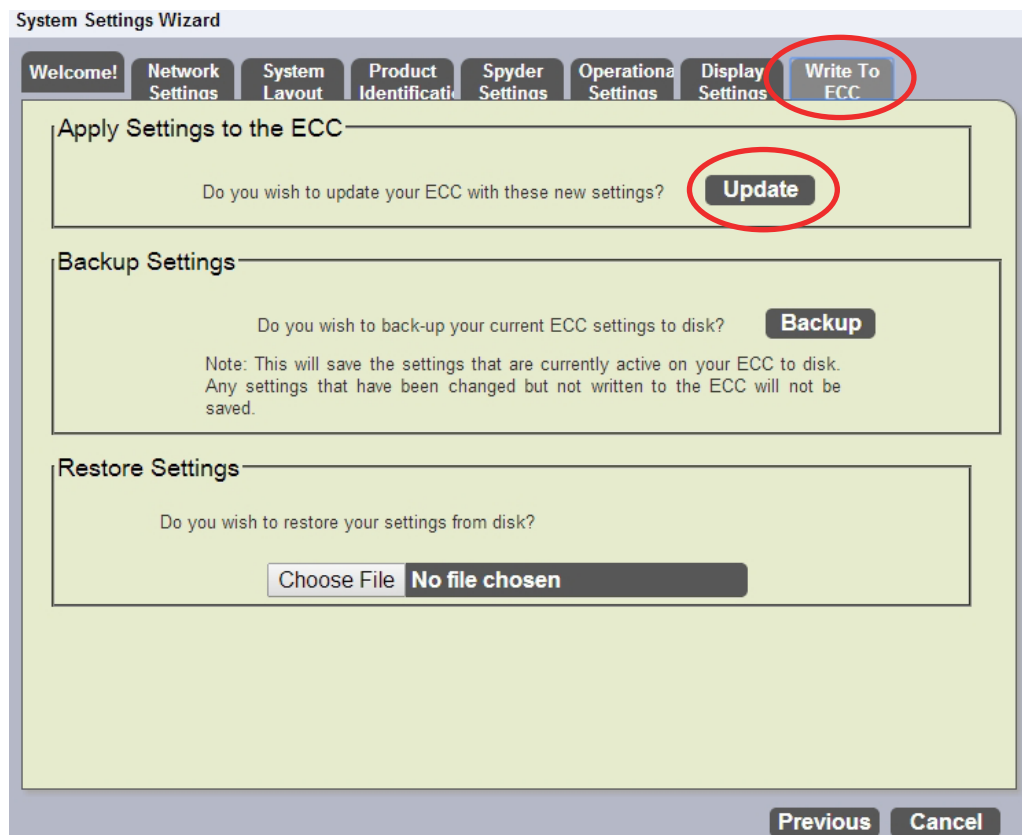 System Settings Wizard
Welcome!
Network
Settings
System
Layout
Product
Identificati
Spyder
Settings
Operationa
Settings
Display
Settings
Write To
ECC
Apply Settings to the ECC
Do you wish to update your ECC with these new settings?
Update
Backup Settings
Do you wish to back-up your current ECC settings to disk?
Backup
Note: This will save the settings that are currently active on your ECC to disk.
Any settings that have been changed but not written to the ECC will not be
saved.
Restore Settings
Do you wish to restore your settings from disk?
Choose File No file chosen
Previous Cancel